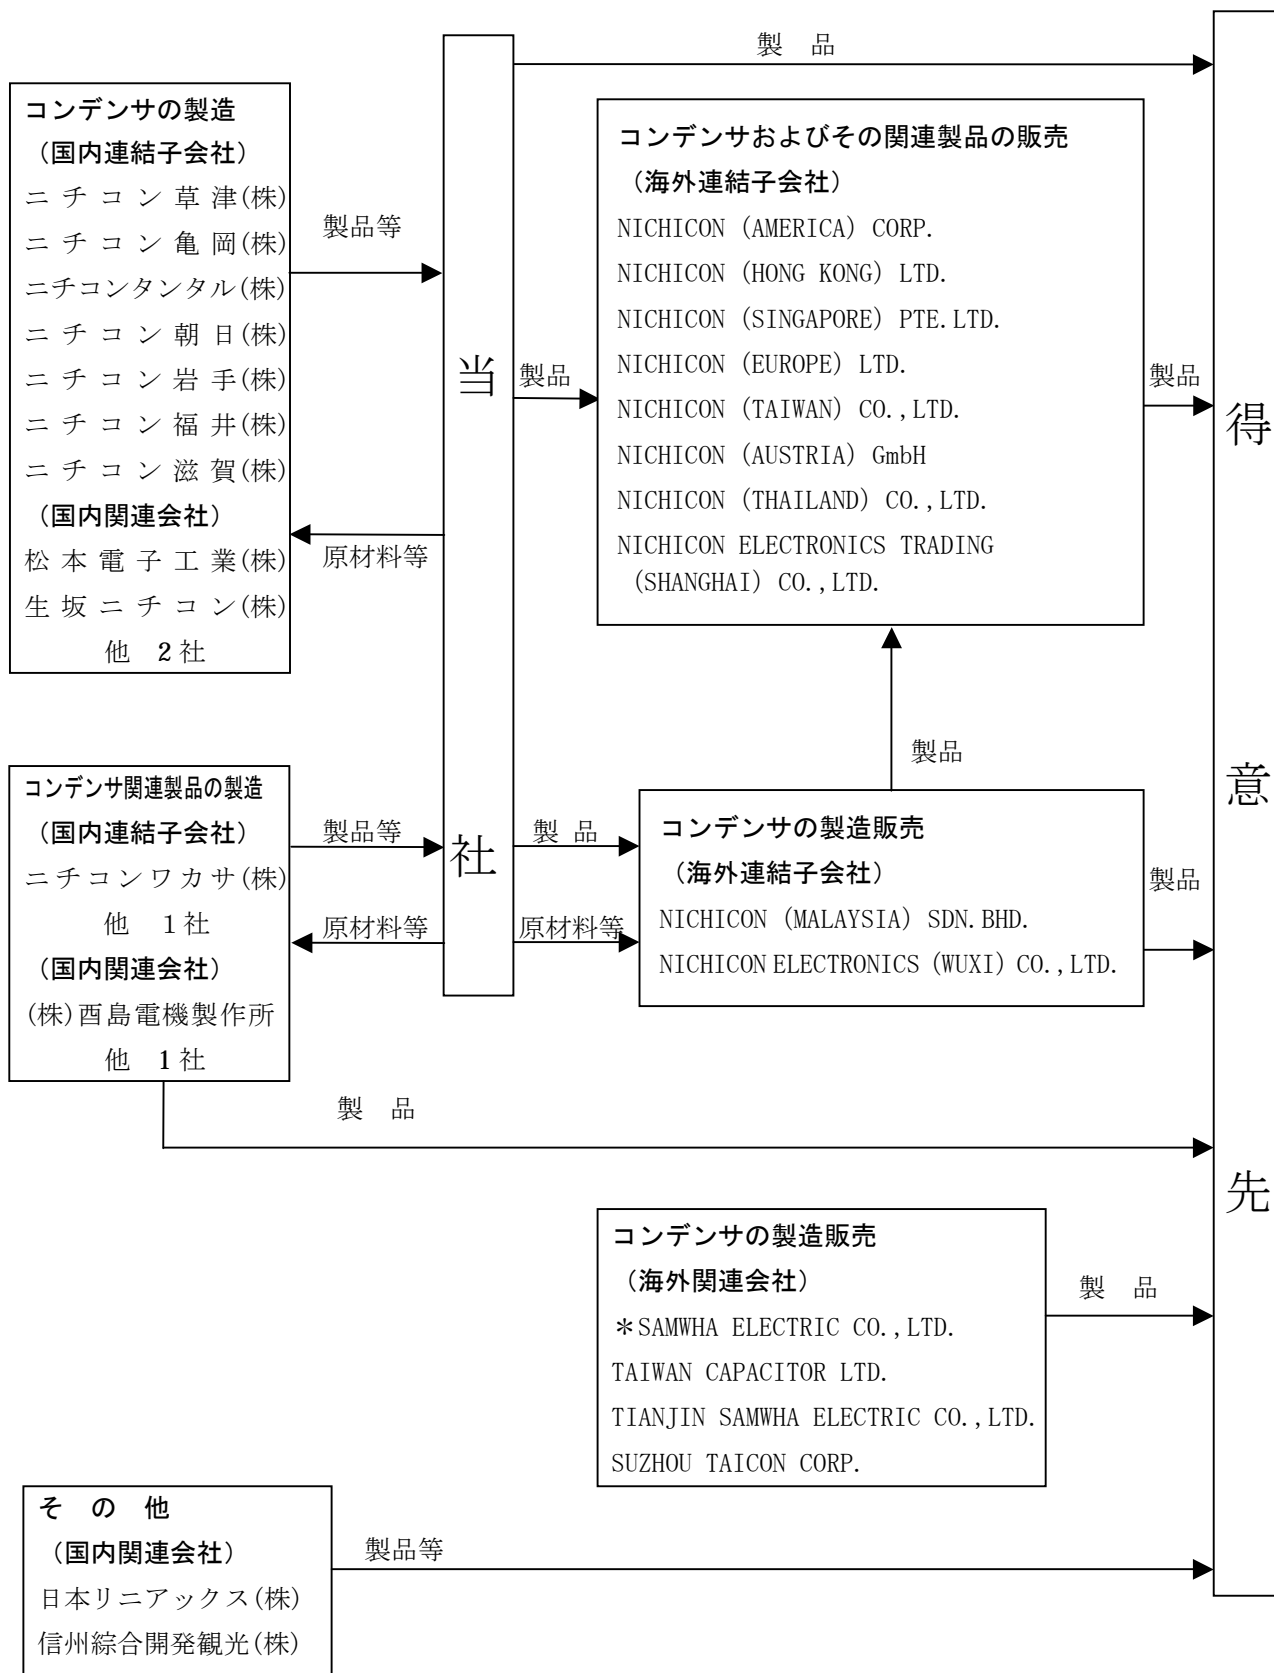 製 品
コンデンサの製造
（国内連結子会社）
ニチコン草津(株)
ニチコン亀岡(株)
ニチコンタンタル(株)
ニチコン朝日(株)
ニチコン岩手(株)
ニチコン福井(株)
ニチコン滋賀(株)
（国内関連会社）
松本電子工業(株)
生坂ニチコン(株)
他 2社
製品等
原材料等
当
社
製品
コンデンサおよびその関連製品の販売
（海外連結子会社）
NICHICON (AMERICA) CORP.
NICHICON (HONG KONG) LTD.
NICHICON (SINGAPORE) PTE.LTD.
NICHICON (EUROPE) LTD.
NICHICON (TAIWAN) CO.,LTD.
NICHICON (AUSTRIA) GmbH
NICHICON (THAILAND) CO.,LTD.
NICHICON ELECTRONICS TRADING
(SHANGHAI) CO.,LTD.
製品
得
意
先
製品
コンデンサ関連製品の製造
（国内連結子会社）
ニチコンワカサ(株)
他 1社
（国内関連会社）
(株)酉島電機製作所
他 1社
製品等
原材料等
製 品
原材料等
コンデンサの製造販売
（海外連結子会社）
NICHICON (MALAYSIA) SDN.BHD.
NICHICON ELECTRONICS (WUXI) CO.,LTD.
製品
製 品
コンデンサの製造販売
（海外関連会社）
＊SAMWHA ELECTRIC CO.,LTD.
TAIWAN CAPACITOR LTD.
TIANJIN SAMWHA ELECTRIC CO.,LTD.
SUZHOU TAICON CORP.
製 品
そ の 他
（国内関連会社）
日本リニアックス(株)
信州綜合開発観光(株)
製品等